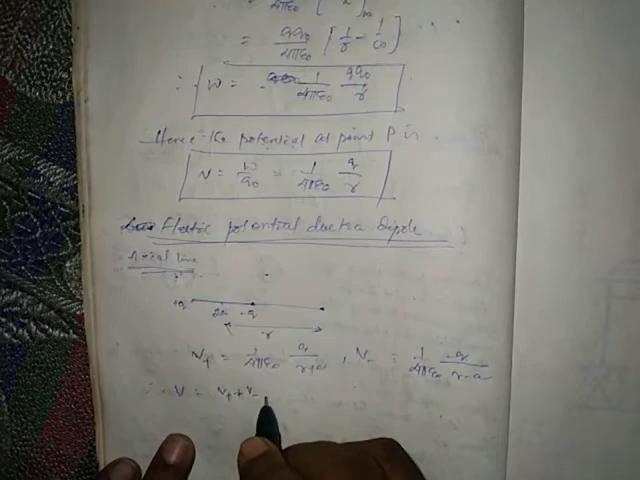 = qq₀/4πε₀ [1/r − 1/∞]
∴ W = 1/4πε₀ qq₀/r
Hence the potential at point P is
V = W/q₀ = 1/4πε₀ q/r
Eletic potential due to a Dipole
Axial line
+q 2a -q
r
V₊ = 1/4πε₀ q/r+a , V₋ = 1/4πε₀ -q/r-a
∴ V = V₊ + V₋